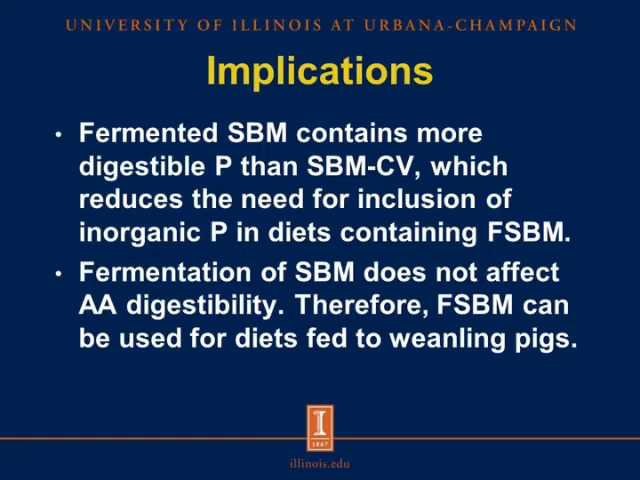 UNIVERSITY OF ILLINOIS AT URBANA-CHAMPAIGN
Implications
• Fermented SBM contains more
digestible P than SBM-CV, which
reduces the need for inclusion of
inorganic P in diets containing FSBM.
• Fermentation of SBM does not affect
AA digestibility. Therefore, FSBM can
be used for diets fed to weanling pigs.
I
1867
illinois.edu